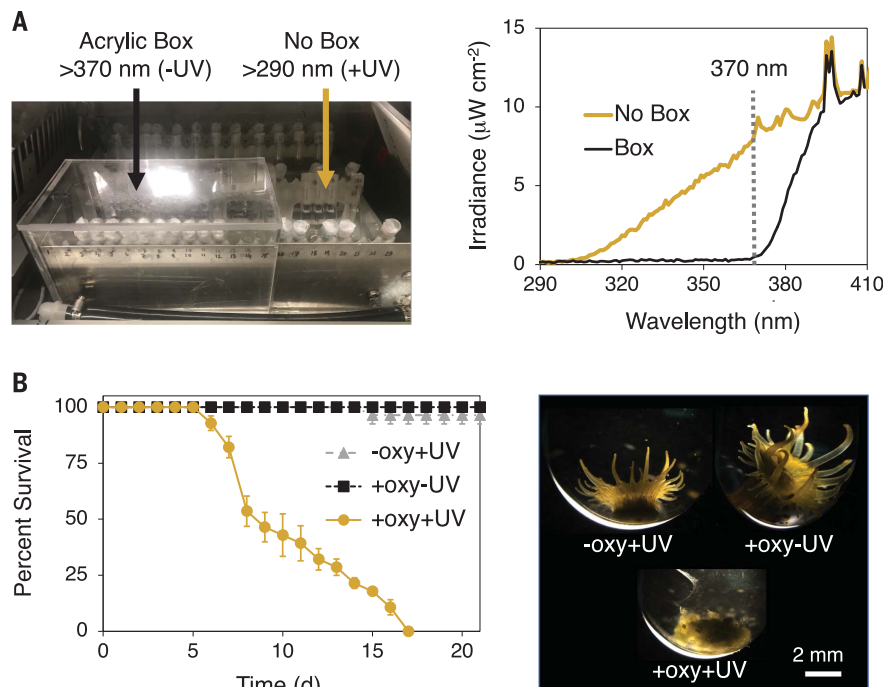 A
Acrylic Box
>370 nm (-UV)
No Box
>290 nm (+UV)
Irradiance (µW cm⁻²)
15
10
5
0
370 nm
No Box
Box
290
320
350
380
410
Wavelength (nm)
B
Percent Survival
100
75
50
25
0
-oxy+UV
+oxy-UV
+oxy+UV
0
5
10
15
20
Time (d)
-oxy+UV
+oxy-UV
+oxy+UV
2 mm